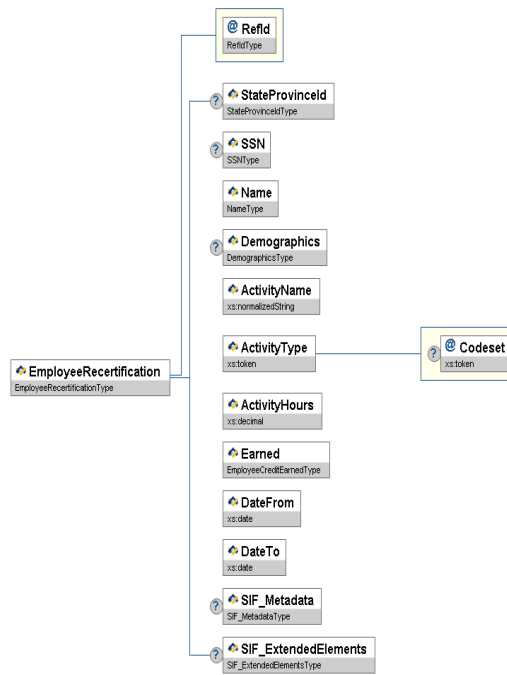 @ RefId
RefIdType
? StateProvinceId
StateProvinceIdType
? SSN
SSNType
Name
NameType
? Demographics
DemographicsType
ActivityName
xs:normalizedString
ActivityType
xs:token
? @ Codeset
xs:token
EmployeeRecertification
EmployeeRecertificationType
ActivityHours
xs:decimal
Earned
EmployeeCreditEarnedType
DateFrom
xs:date
DateTo
xs:date
? SIF_Metadata
SIF_MetadataType
? SIF_ExtendedElements
SIF_ExtendedElementsType